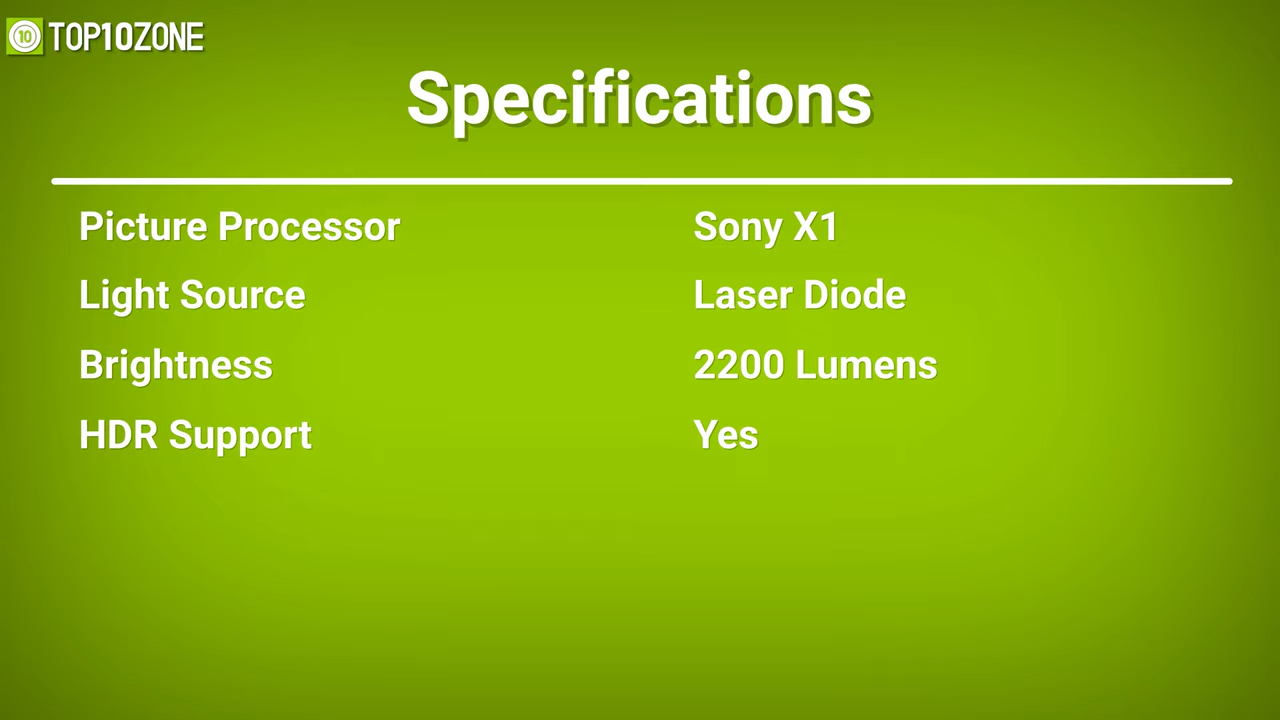 10 TOP10ZONE
Specifications
Picture Processor Sony X1
Light Source Laser Diode
Brightness 2200 Lumens
HDR Support Yes